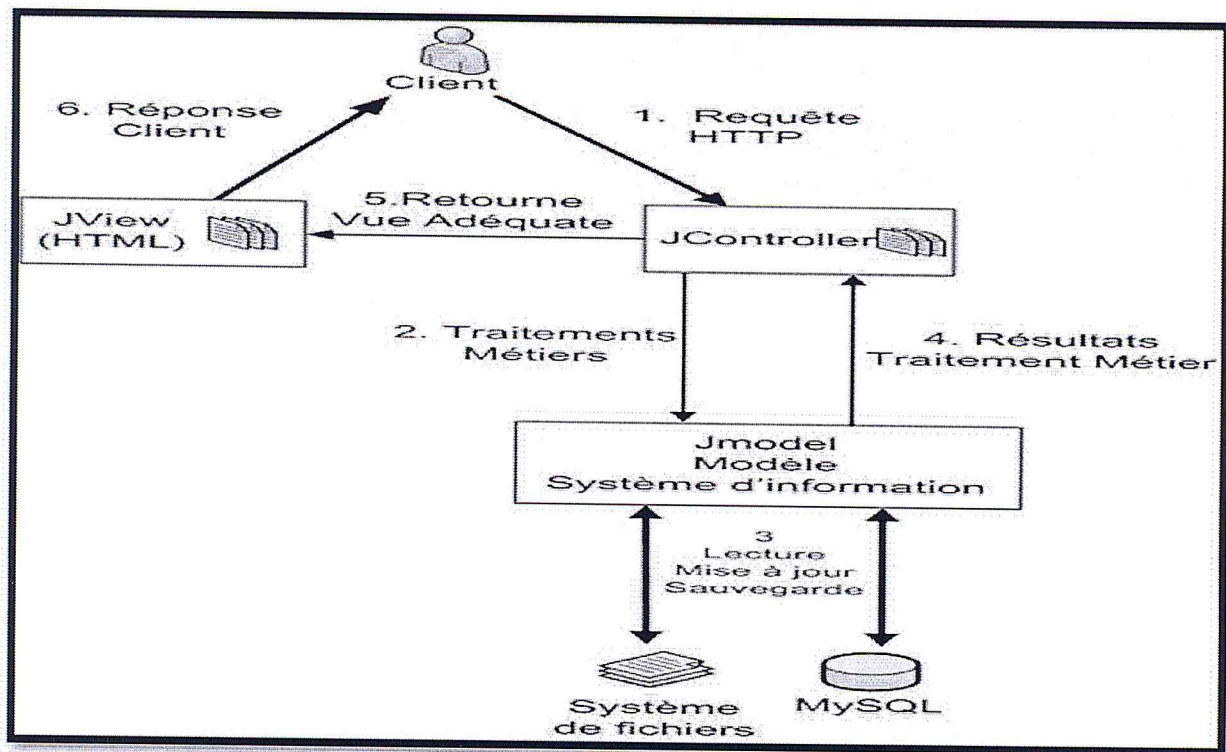 Client
6. Réponse
Client
1. Requête
HTTP
5.Retourne
Vue Adéquate
JView
(HTML)
JController
2. Traitements
Métiers
4. Résultats
Traitement Métier
Jmodel
Modèle
Système d'information
3
Lecture
Mise à jour
Sauvegarde
Système
de fichiers
MySQL